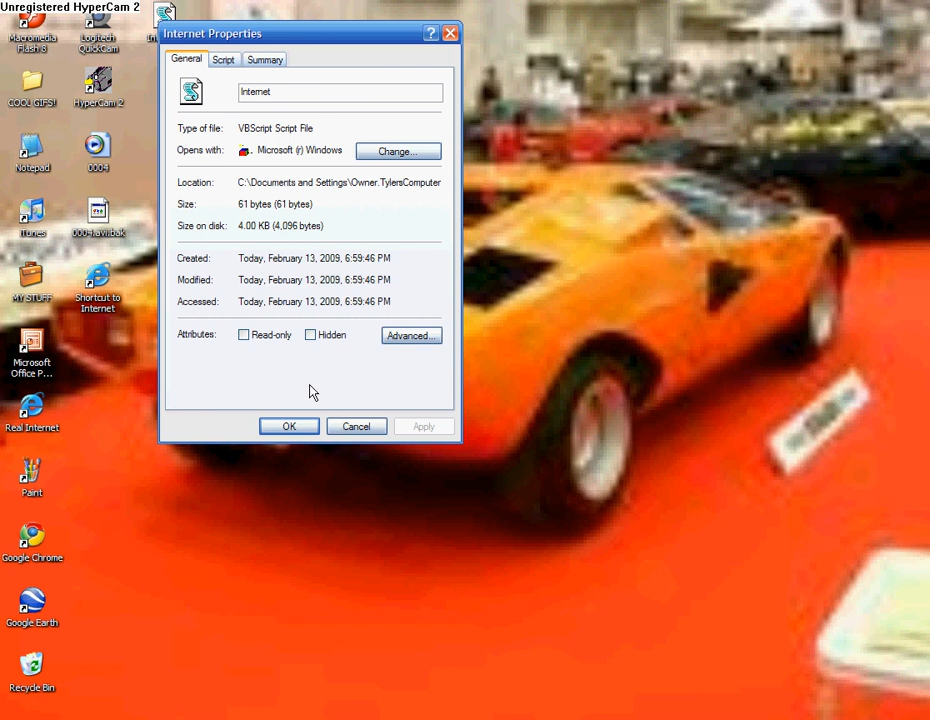 Unregistered HyperCam 2
Macromedia
Flash 8
Logitech
QuickCam
COOL GIFS!
HyperCam 2
Notepad
0004
iTunes
0004.avi.bak
MY STUFF
Shortcut to
Internet
Microsoft
Office P...
Real Internet
Paint
Google Chrome
Google Earth
Recycle Bin
Internet Properties
General
Script
Summary
Internet
Type of file:
VBScript Script File
Opens with:
Microsoft (r) Windows
Change...
Location:
C:\Documents and Settings\Owner.TylersComputer
Size:
61 bytes (61 bytes)
Size on disk:
4.00 KB (4,096 bytes)
Created:
Today, February 13, 2009, 6:59:46 PM
Modified:
Today, February 13, 2009, 6:59:46 PM
Accessed:
Today, February 13, 2009, 6:59:46 PM
Attributes:
Read-only
Hidden
Advanced...
OK
Cancel
Apply